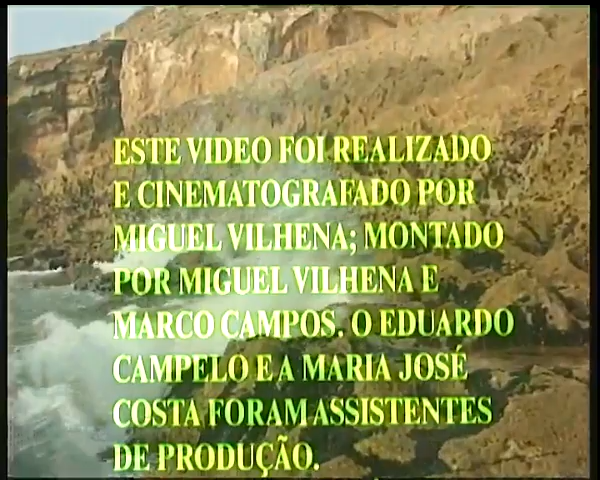 ESTE VIDEO FOI REALIZADO
E CINEMATOGRAFADO POR
MIGUEL VILHENA; MONTADO
POR MIGUEL VILHENA E
MARCO CAMPOS. O EDUARDO
CAMPELO E A MARIA JOSÉ
COSTA FORAM ASSISTENTES
DE PRODUÇÃO.